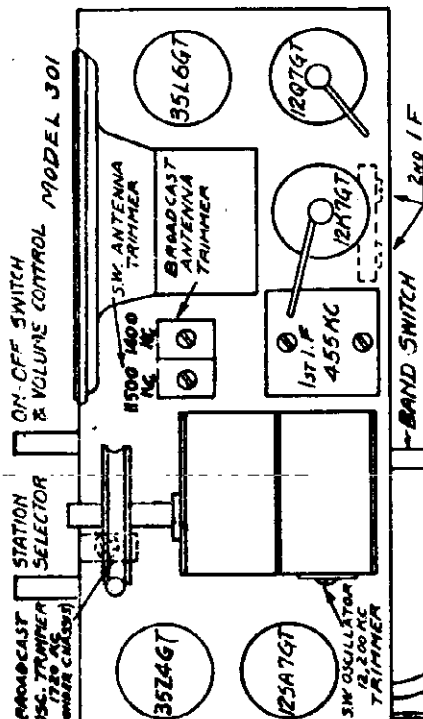 MODEL 301
ON-OFF SWITCH
& VOLUME CONTROL
STATION
SELECTOR
BROADCAST
OSC. TRIMMER
1720 KC
UNDER CHASSIS)
35L6GT
12Q7GT
S.W. ANTENNA
TRIMMER
BROADCAST
ANTENNA
TRIMMER
11500 KC
1400 KC
12K7GT
2ND I F
1ST I.F
455 KC
BAND SWITCH
35Z4GT
12SA7GT
S.W. OSCILLATOR
12,200 KC
TRIMMER